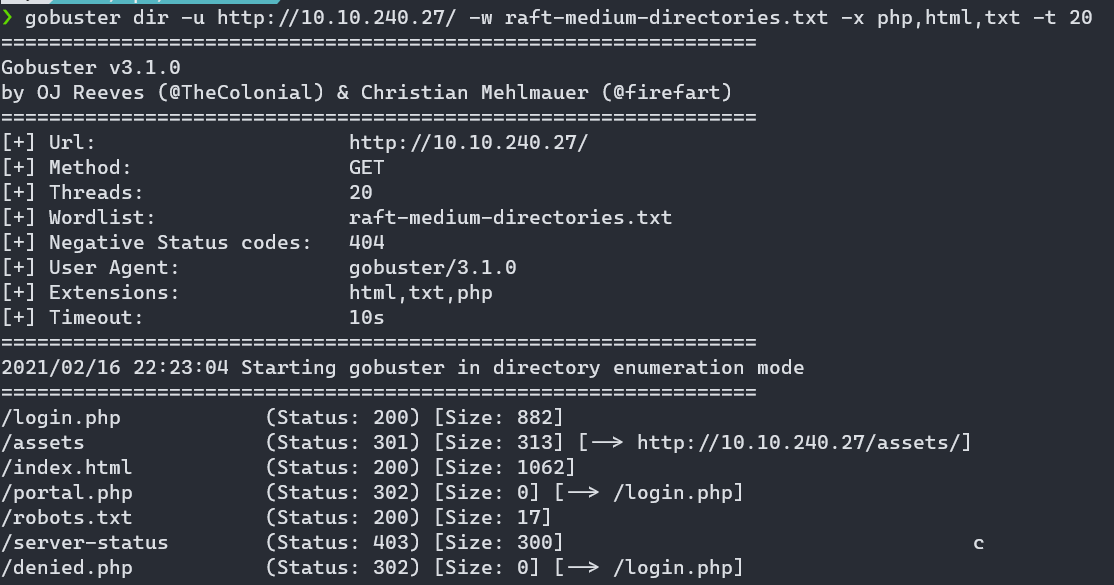 ❯ gobuster dir -u http://10.10.240.27/ -w raft-medium-directories.txt -x php,html,txt -t 20
===============================================================
Gobuster v3.1.0
by OJ Reeves (@TheColonial) & Christian Mehlmauer (@firefart)
===============================================================
[+] Url:                     http://10.10.240.27/
[+] Method:                  GET
[+] Threads:                 20
[+] Wordlist:                raft-medium-directories.txt
[+] Negative Status codes:   404
[+] User Agent:              gobuster/3.1.0
[+] Extensions:              html,txt,php
[+] Timeout:                 10s
===============================================================
2021/02/16 22:23:04 Starting gobuster in directory enumeration mode
===============================================================
/login.php            (Status: 200) [Size: 882]
/assets               (Status: 301) [Size: 313] [--> http://10.10.240.27/assets/]
/index.html           (Status: 200) [Size: 1062]
/portal.php           (Status: 302) [Size: 0] [--> /login.php]
/robots.txt           (Status: 200) [Size: 17]
/server-status        (Status: 403) [Size: 300]                                  c
/denied.php           (Status: 302) [Size: 0] [--> /login.php]